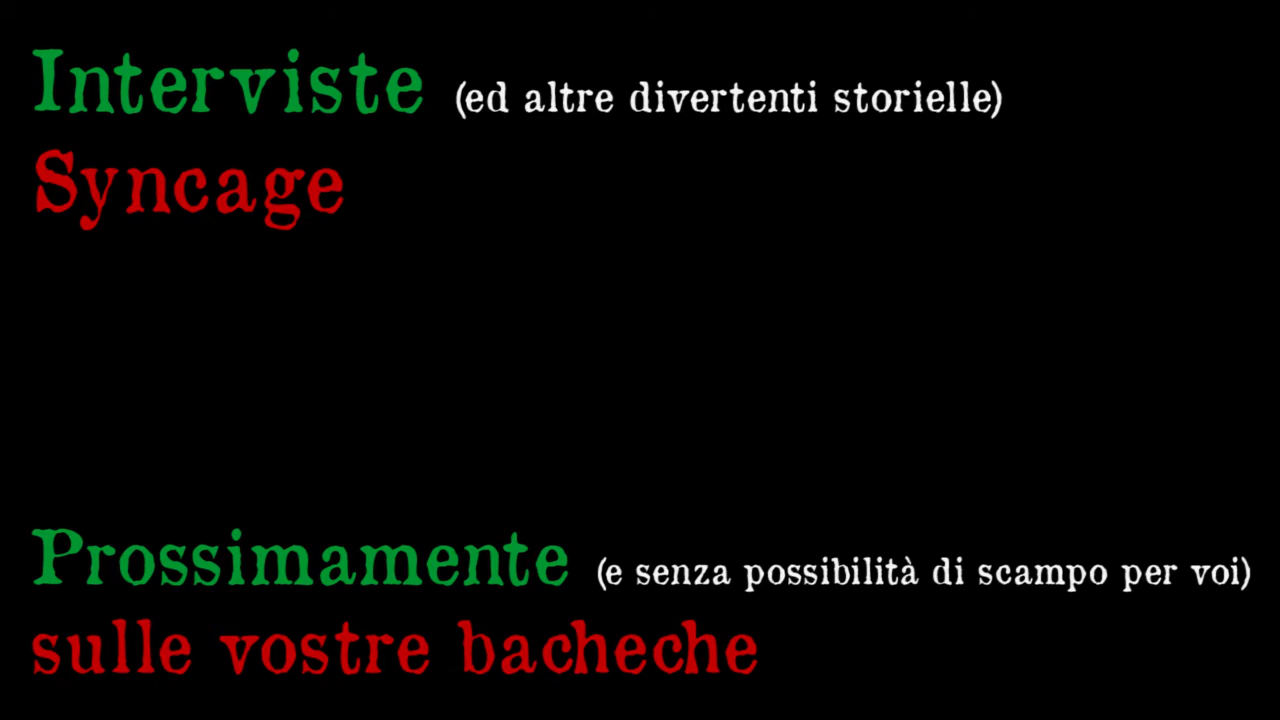 Interviste (ed altre divertenti storielle)
Syncage
Prossimamente (e senza possibilità di scampo per voi)
sulle vostre bacheche